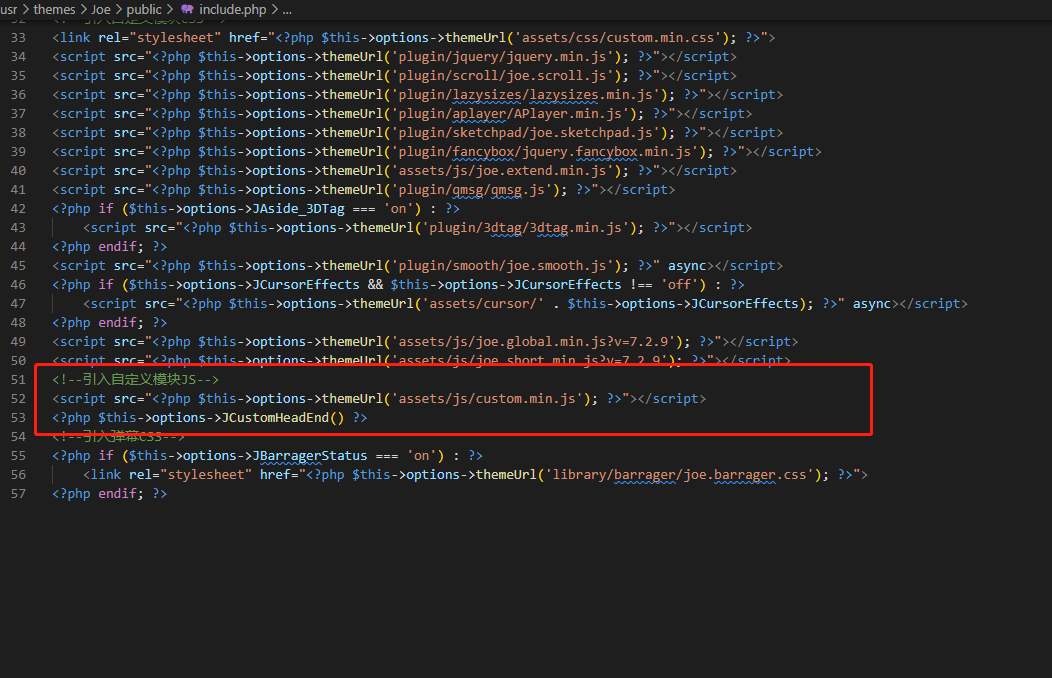 usr > themes > Joe > public > include.php > ...
32 <!--引入自定义模块CSS-->
33 <link rel="stylesheet" href="<?php $this->options->themeUrl('assets/css/custom.min.css'); ?>">
34 <script src="<?php $this->options->themeUrl('plugin/jquery/jquery.min.js'); ?>"></script>
35 <script src="<?php $this->options->themeUrl('plugin/scroll/joe.scroll.js'); ?>"></script>
36 <script src="<?php $this->options->themeUrl('plugin/lazysizes/lazysizes.min.js'); ?>"></script>
37 <script src="<?php $this->options->themeUrl('plugin/aplayer/APlayer.min.js'); ?>"></script>
38 <script src="<?php $this->options->themeUrl('plugin/sketchpad/joe.sketchpad.js'); ?>"></script>
39 <script src="<?php $this->options->themeUrl('plugin/fancybox/jquery.fancybox.min.js'); ?>"></script>
40 <script src="<?php $this->options->themeUrl('assets/js/joe.extend.min.js'); ?>"></script>
41 <script src="<?php $this->options->themeUrl('plugin/qmsg/qmsg.js'); ?>"></script>
42 <?php if ($this->options->JAside_3DTag === 'on') : ?>
43 <script src="<?php $this->options->themeUrl('plugin/3dtag/3dtag.min.js'); ?>"></script>
44 <?php endif; ?>
45 <script src="<?php $this->options->themeUrl('plugin/smooth/joe.smooth.js'); ?>" async></script>
46 <?php if ($this->options->JCursorEffects && $this->options->JCursorEffects !== 'off') : ?>
47 <script src="<?php $this->options->themeUrl('assets/cursor/' . $this->options->JCursorEffects); ?>" async></script>
48 <?php endif; ?>
49 <script src="<?php $this->options->themeUrl('assets/js/joe.global.min.js?v=7.2.9'); ?>"></script>
50 <script src="<?php $this->options->themeUrl('assets/js/joe.short.min.js?v=7.2.9'); ?>"></script>
51 <!--引入自定义模块JS-->
52 <script src="<?php $this->options->themeUrl('assets/js/custom.min.js'); ?>"></script>
53 <?php $this->options->JCustomHeadEnd() ?>
54 <!--引入弹幕CSS-->
55 <?php if ($this->options->JBarragerStatus === 'on') : ?>
56 <link rel="stylesheet" href="<?php $this->options->themeUrl('library/barrager/joe.barrager.css'); ?>">
57 <?php endif; ?>